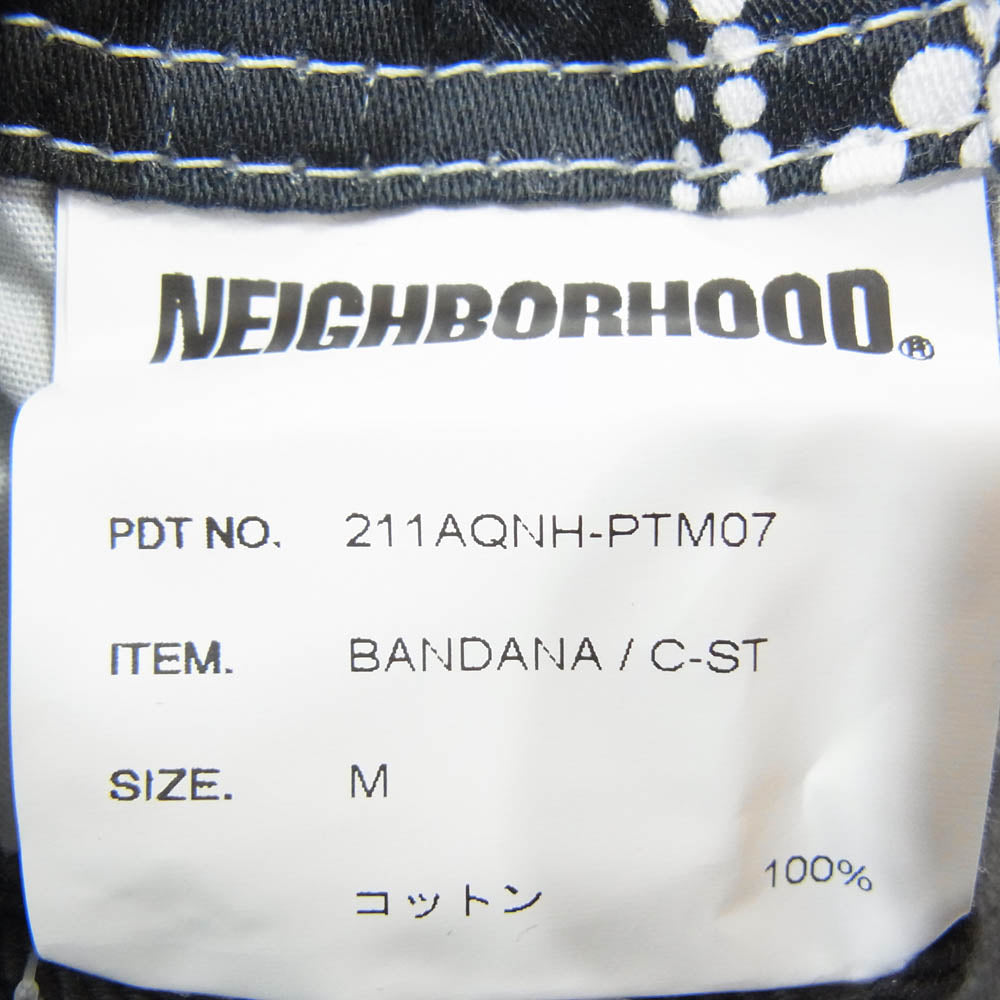 NEIGHBORHOOD®
PDT NO. 211AQNH-PTM07
ITEM. BANDANA / C-ST
SIZE. M
コットン 100%